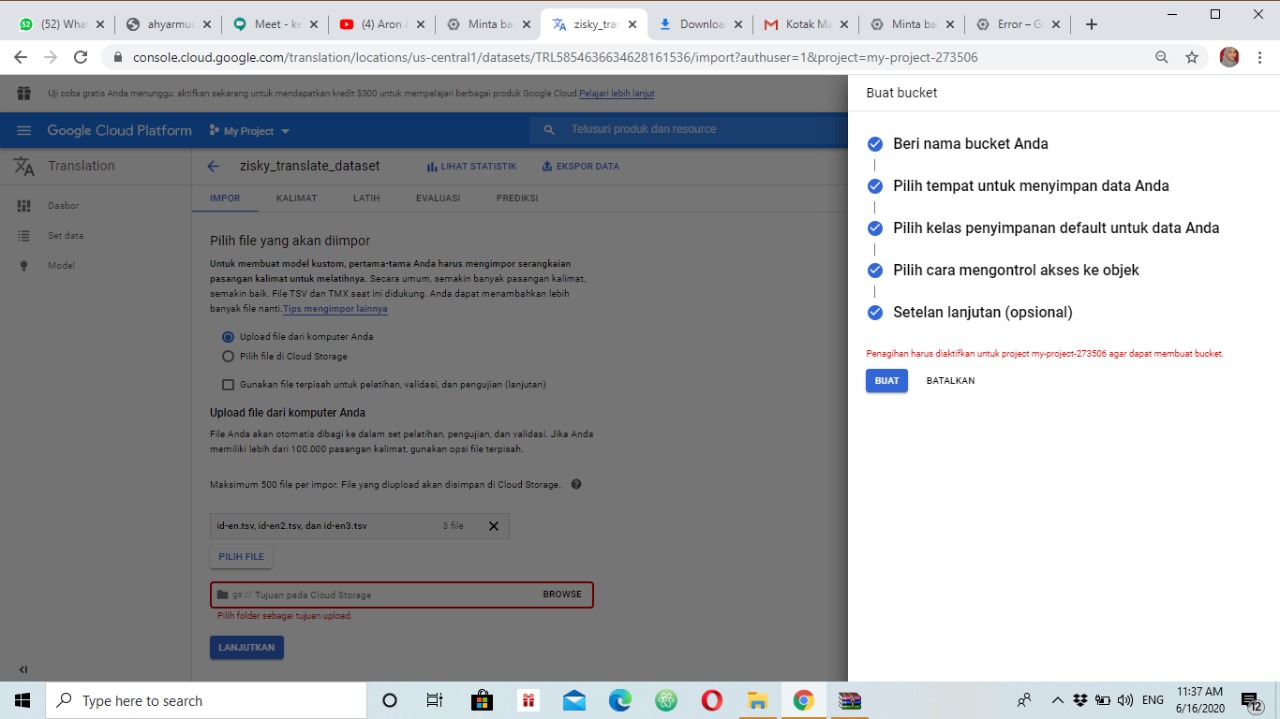 (52) What
ahyarmu
Meet - ke
(4) Aron /
Minta ba
zisky_tran
Downloa
Kotak Ma
Minta ba
Error – G
console.cloud.google.com/translation/locations/us-central1/datasets/TRL5854636634628161536/import?authuser=1&project=my-project-273506
Uji coba gratis Anda menunggu: aktifkan sekarang untuk mendapatkan kredit $300 untuk mempelajari berbagai produk Google Cloud.Pelajari lebih lanjut
Google Cloud Platform
My Project
Telusuri produk dan resource
Translation
zisky_translate_dataset
LIHAT STATISTIK
EKSPOR DATA
Dasbor
Set data
Model
IMPOR
KALIMAT
LATIH
EVALUASI
PREDIKSI
Pilih file yang akan diimpor
Untuk membuat model kustom, pertama-tama Anda harus mengimpor serangkaian
pasangan kalimat untuk melatihnya. Secara umum, semakin banyak pasangan kalimat,
semakin baik. File TSV dan TMX saat ini didukung. Anda dapat menambahkan lebih
banyak file nanti.Tips mengimpor lainnya
Upload file dari komputer Anda
Pilih file di Cloud Storage
Gunakan file terpisah untuk pelatihan, validasi, dan pengujian (lanjutan)
Upload file dari komputer Anda
File Anda akan otomatis dibagi ke dalam set pelatihan, pengujian, dan validasi. Jika Anda
memiliki lebih dari 100.000 pasangan kalimat, gunakan opsi file terpisah.
Maksimum 500 file per impor. File yang diupload akan disimpan di Cloud Storage.
id-en.tsv, id-en2.tsv, dan id-en3.tsv
3 file
PILIH FILE
gs:// Tujuan pada Cloud Storage
BROWSE
Pilih folder sebagai tujuan upload.
LANJUTKAN
Buat bucket
Beri nama bucket Anda
Pilih tempat untuk menyimpan data Anda
Pilih kelas penyimpanan default untuk data Anda
Pilih cara mengontrol akses ke objek
Setelan lanjutan (opsional)
Penagihan harus diaktifkan untuk project my-project-273506 agar dapat membuat bucket.
BUAT
BATALKAN
Type here to search
ENG
11:37 AM
6/16/2020
12